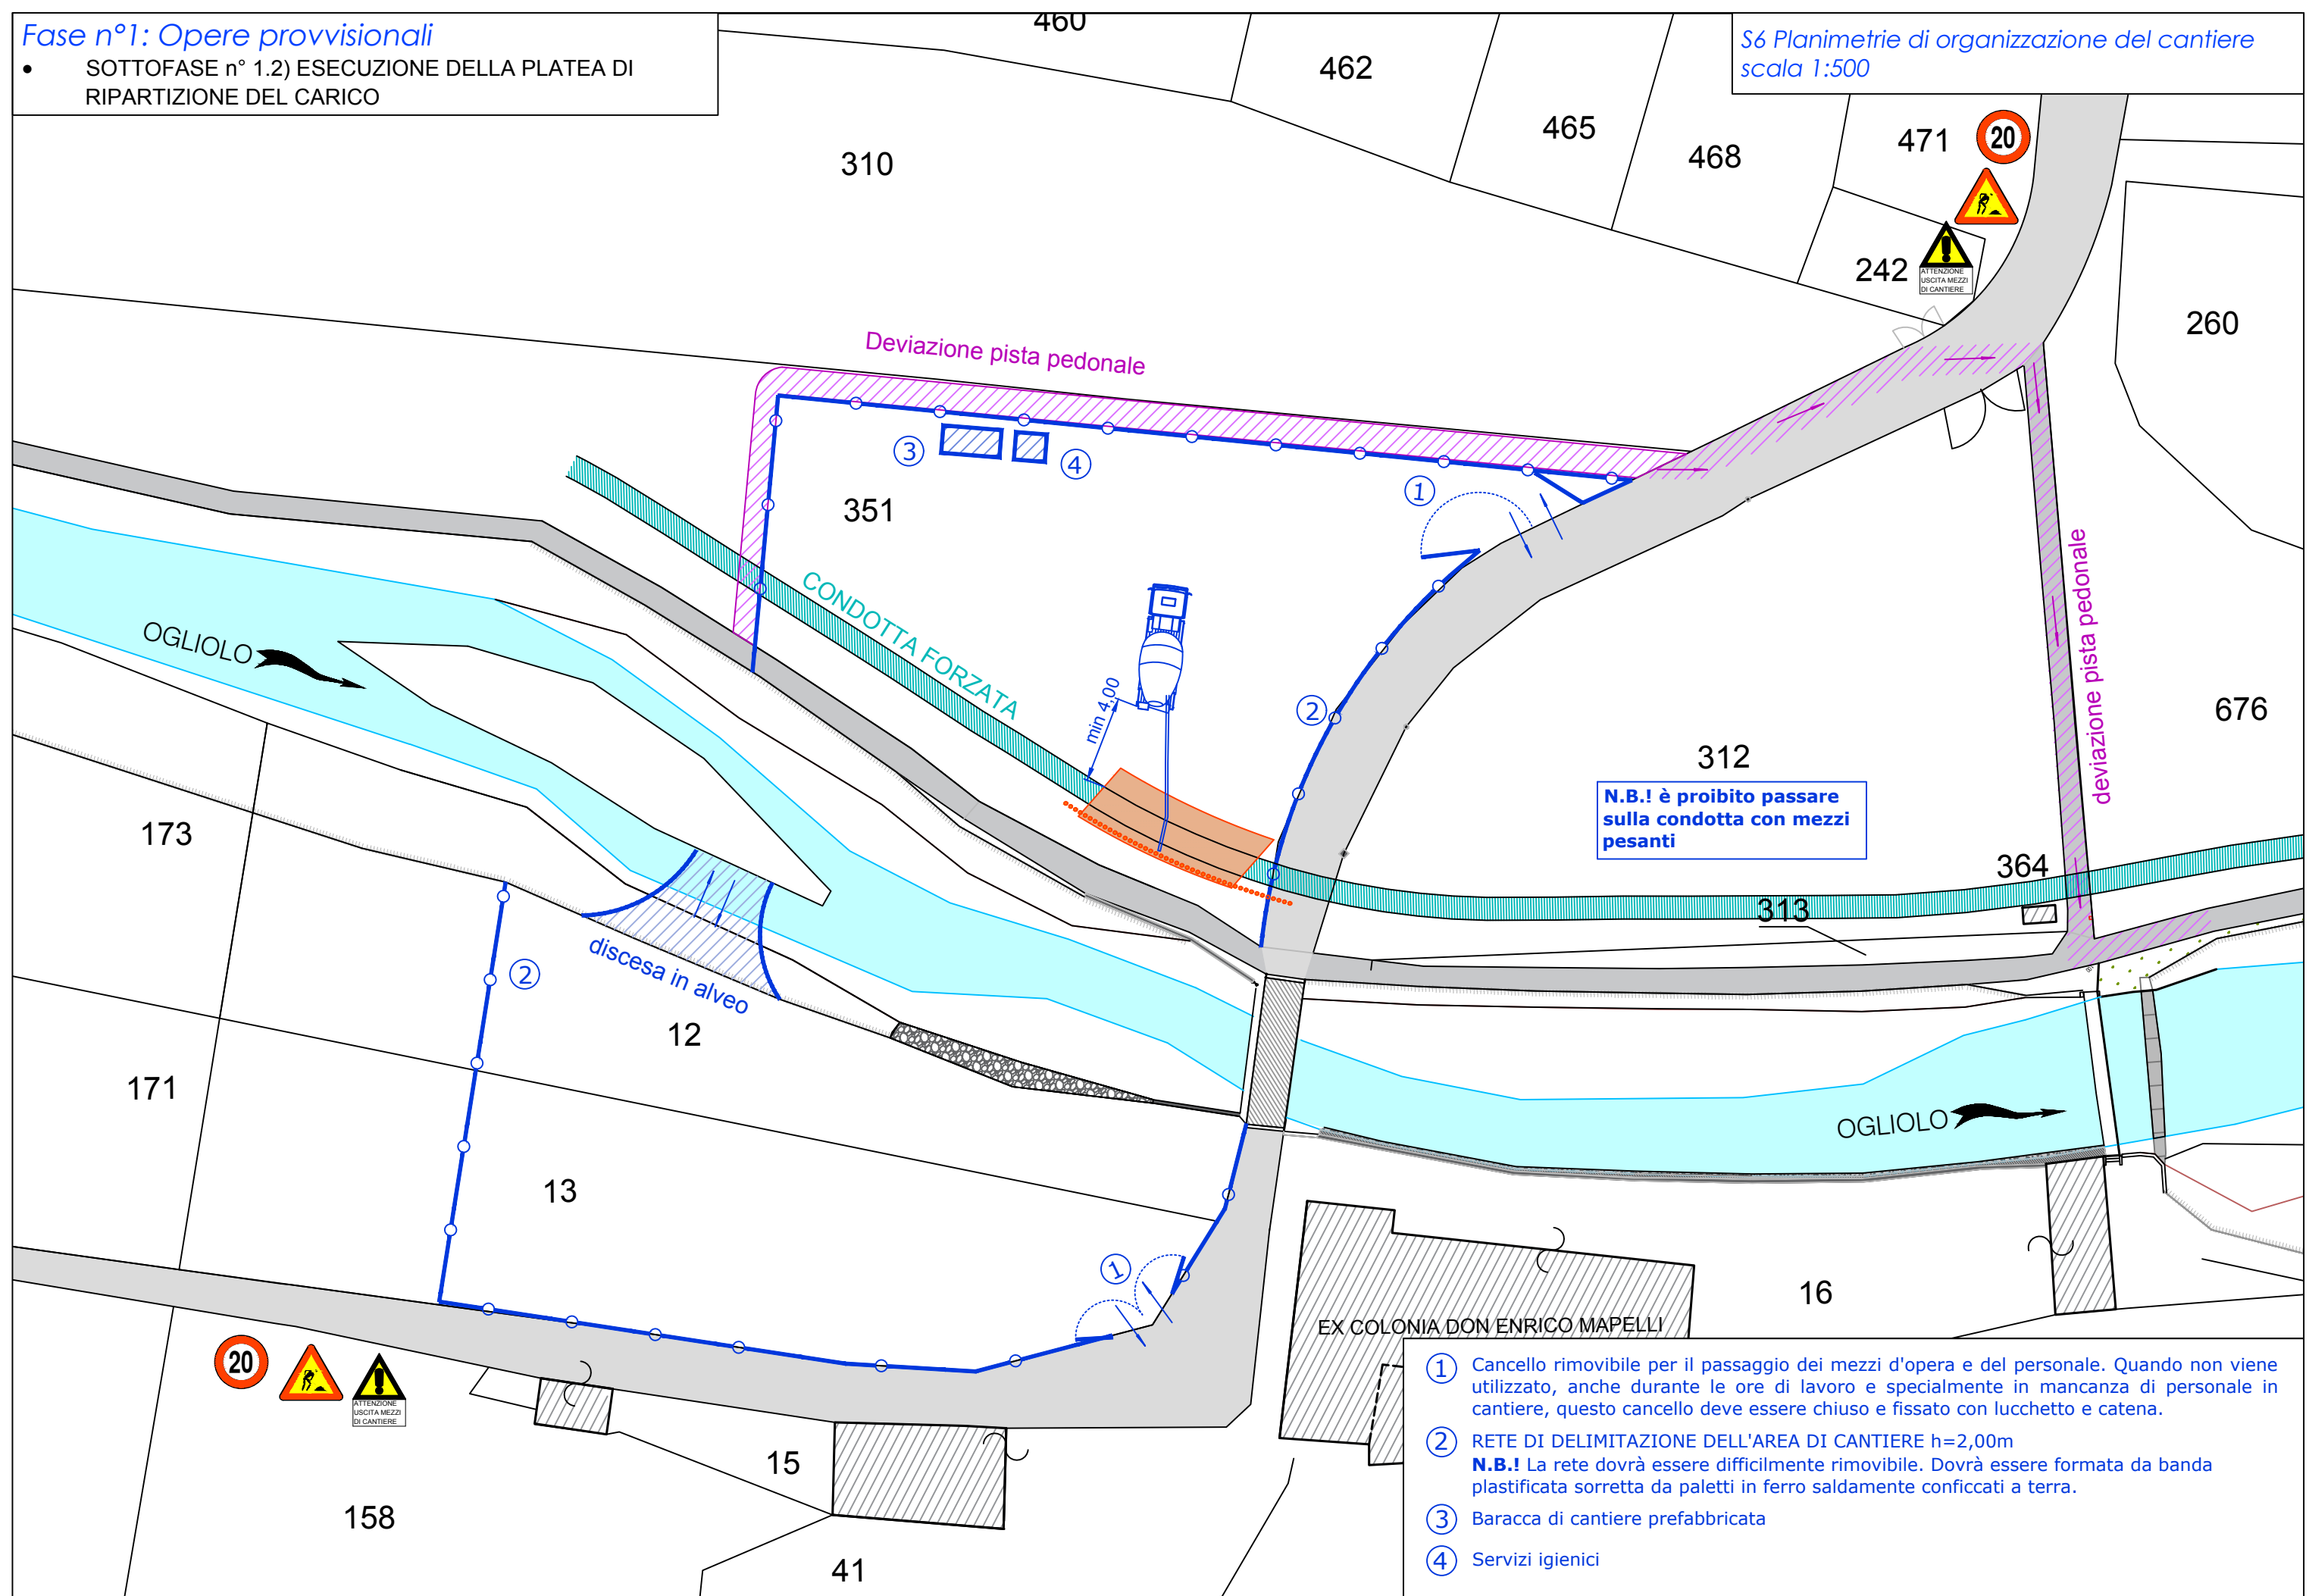 Fase n°1: Opere provvisionali
• SOTTOFASE n° 1.2) ESECUZIONE DELLA PLATEA DI
RIPARTIZIONE DEL CARICO
S6 Planimetrie di organizzazione del cantiere
scala 1:500
460
462
465
468
471
20
310
242
ATTENZIONE
USCITA MEZZI
DI CANTIERE
260
Deviazione pista pedonale
3
4
1
351
CONDOTTA FORZATA
OGLIOLO
min 4,00
2
deviazione pista pedonale
676
312
N.B.! è proibito passare
sulla condotta con mezzi
pesanti
173
364
313
2
discesa in alveo
12
171
OGLIOLO
13
1
16
EX COLONIA DON ENRICO MAPELLI
20
ATTENZIONE
USCITA MEZZI
DI CANTIERE
15
158
41
1 Cancello rimovibile per il passaggio dei mezzi d'opera e del personale. Quando non viene
utilizzato, anche durante le ore di lavoro e specialmente in mancanza di personale in
cantiere, questo cancello deve essere chiuso e fissato con lucchetto e catena.
2 RETE DI DELIMITAZIONE DELL'AREA DI CANTIERE h=2,00m
N.B.! La rete dovrà essere difficilmente rimovibile. Dovrà essere formata da banda
plastificata sorretta da paletti in ferro saldamente conficcati a terra.
3 Baracca di cantiere prefabbricata
4 Servizi igienici